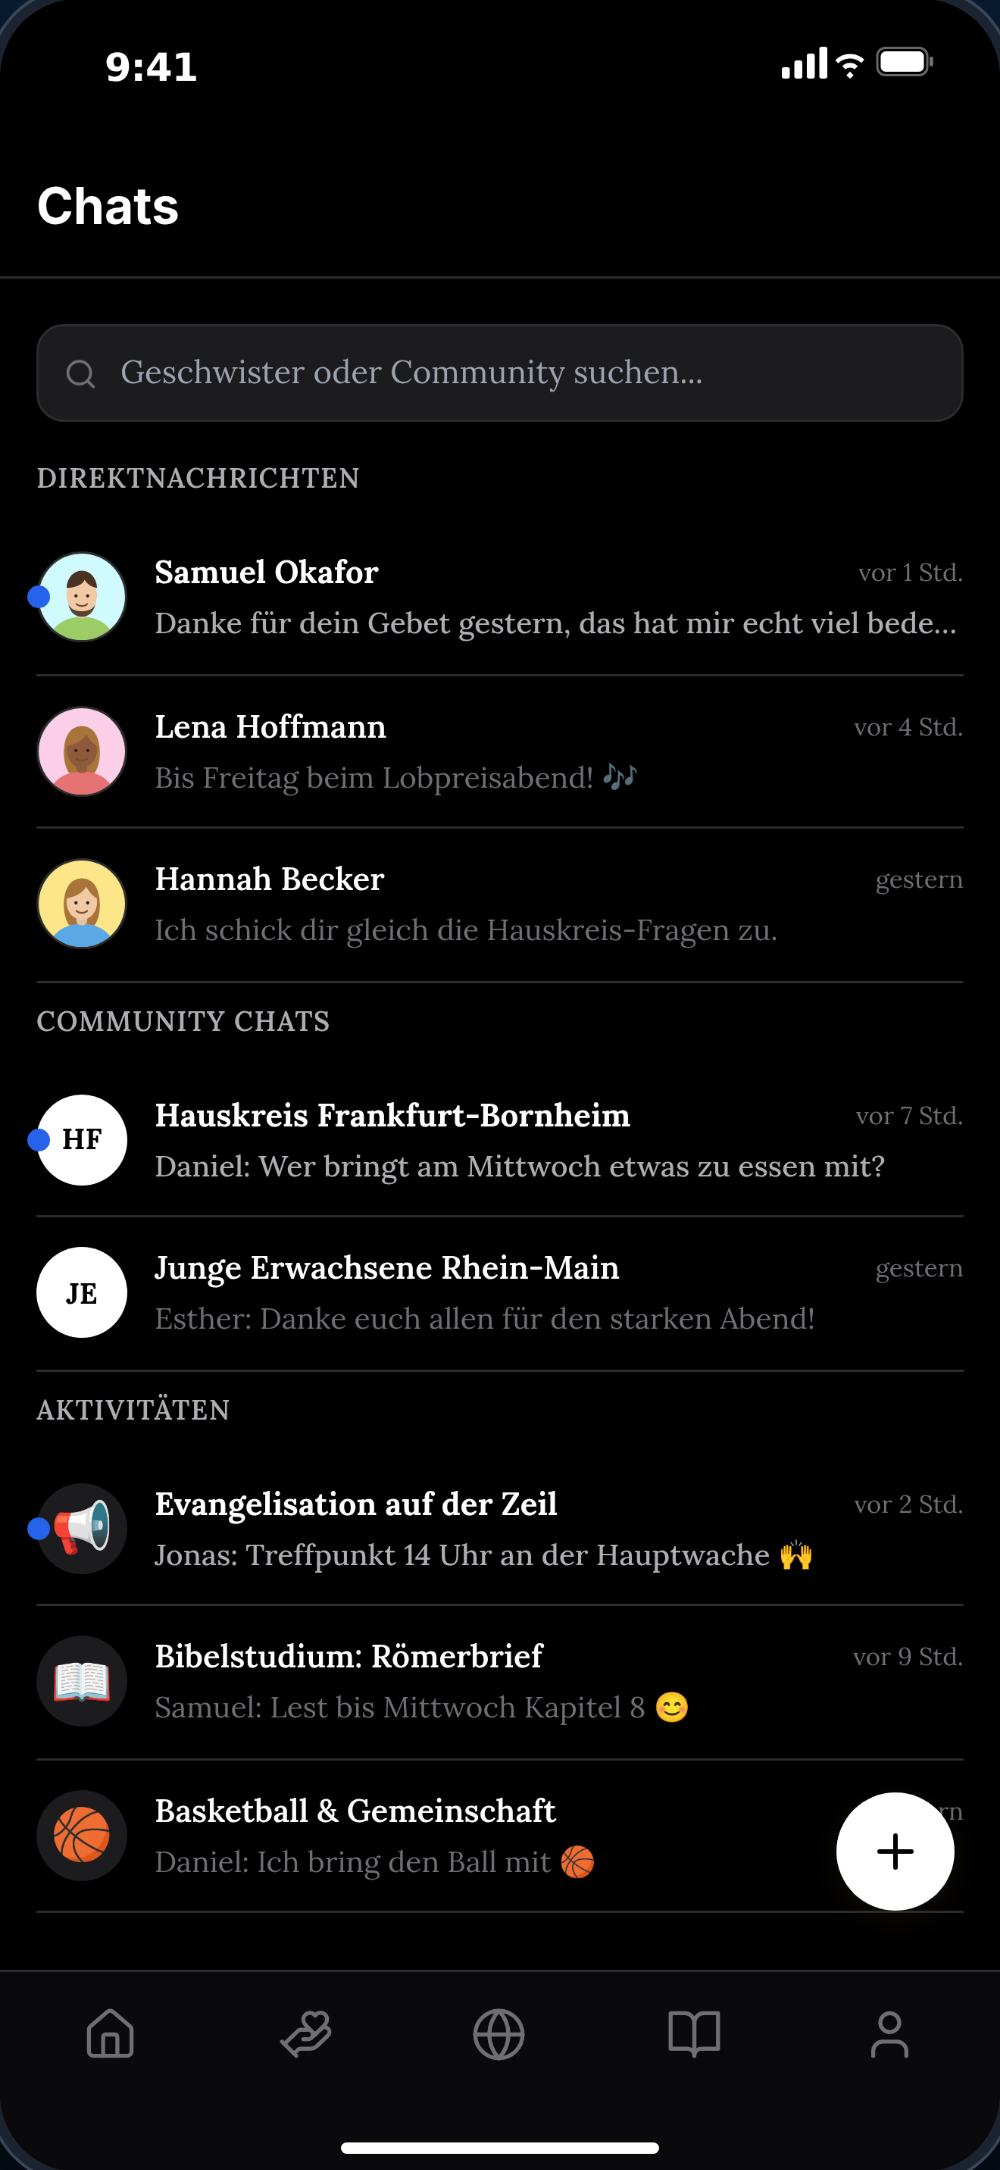 9:41
Chats
Geschwister oder Community suchen...
DIREKTNACHRICHTEN
Samuel Okafor
vor 1 Std.
Danke für dein Gebet gestern, das hat mir echt viel bede...
Lena Hoffmann
vor 4 Std.
Bis Freitag beim Lobpreisabend! 🎶
Hannah Becker
gestern
Ich schick dir gleich die Hauskreis-Fragen zu.
COMMUNITY CHATS
HF
Hauskreis Frankfurt-Bornheim
vor 7 Std.
Daniel: Wer bringt am Mittwoch etwas zu essen mit?
JE
Junge Erwachsene Rhein-Main
gestern
Esther: Danke euch allen für den starken Abend!
AKTIVITÄTEN
Evangelisation auf der Zeil
vor 2 Std.
Jonas: Treffpunkt 14 Uhr an der Hauptwache 🙌
Bibelstudium: Römerbrief
vor 9 Std.
Samuel: Lest bis Mittwoch Kapitel 8 😊
Basketball & Gemeinschaft
Daniel: Ich bring den Ball mit 🏀